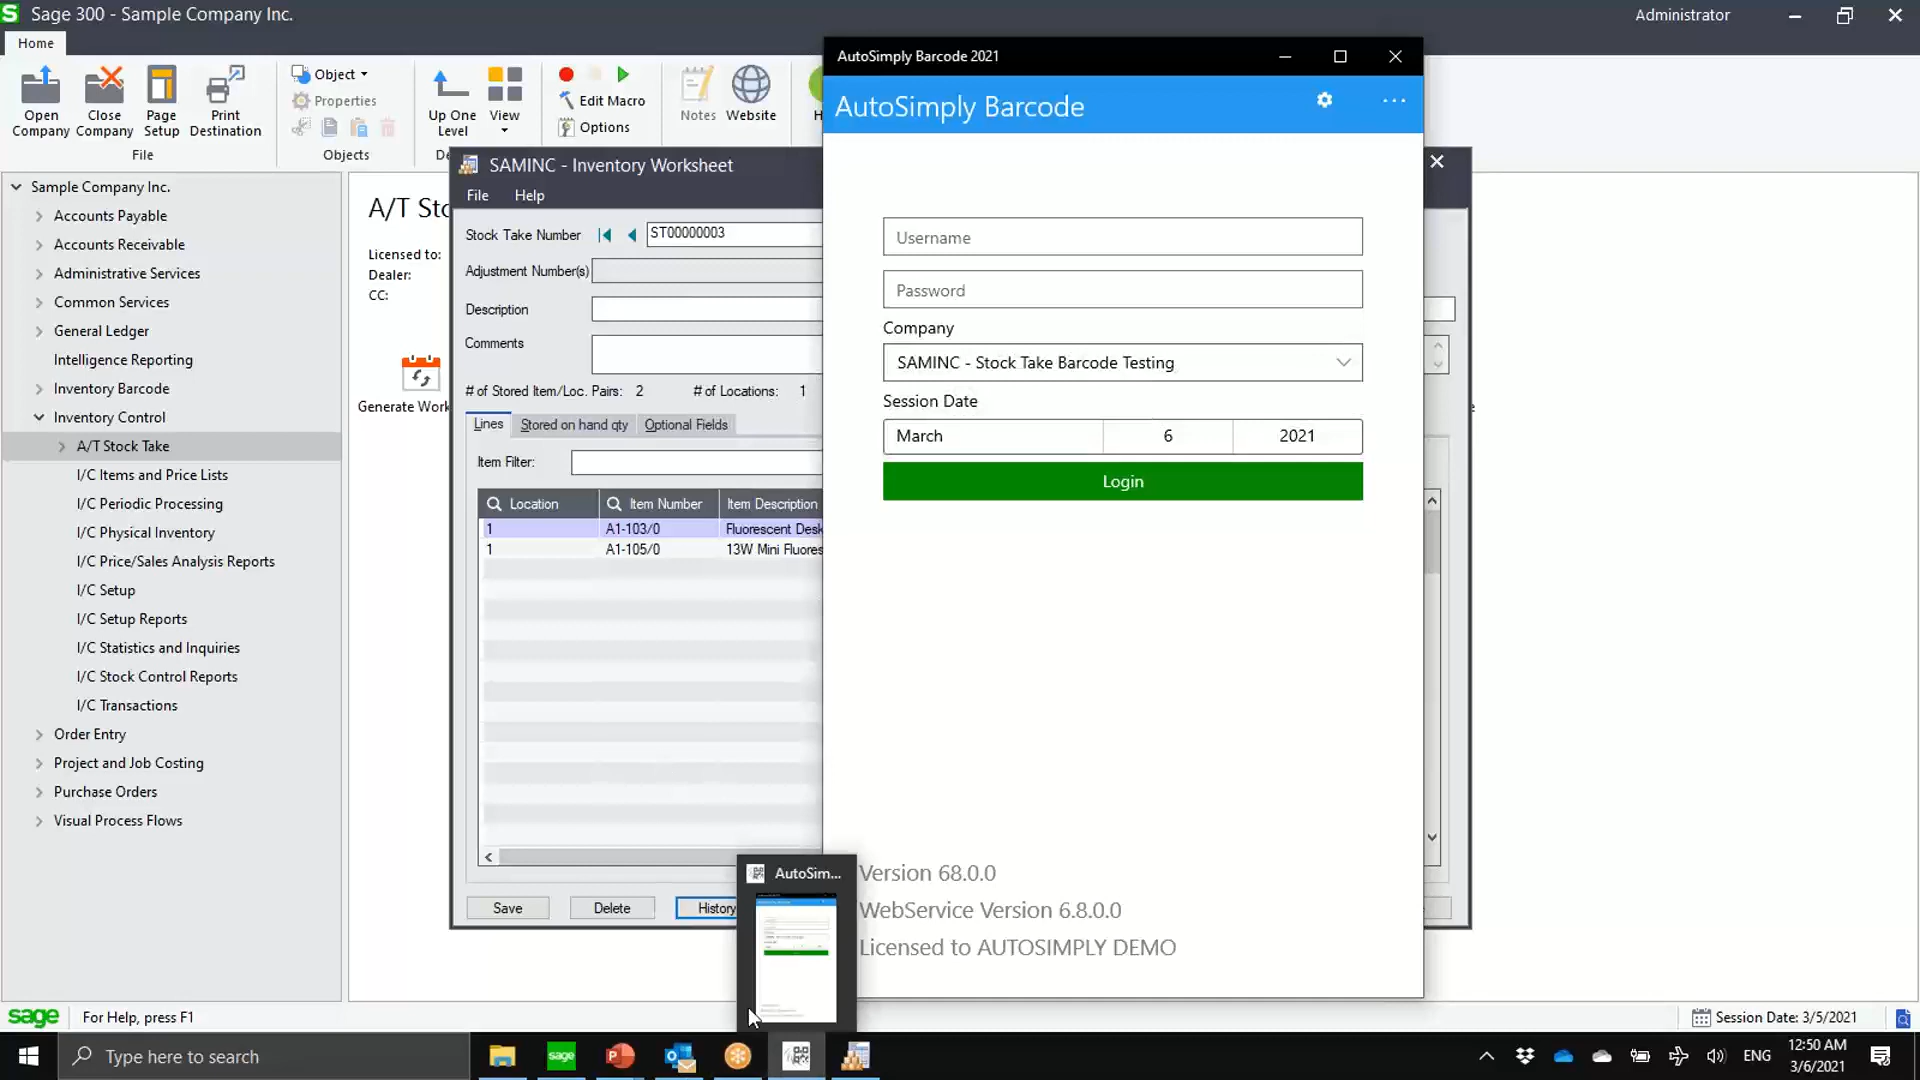 Sage 300 - Sample Company Inc.
Administrator
Home
Open Company
Close Company
Page Setup
Print Destination
File
Object
Properties
Objects
Up One Level
View
Edit Macro
Options
Notes
Website
Sample Company Inc.
Accounts Payable
Accounts Receivable
Administrative Services
Common Services
General Ledger
Intelligence Reporting
Inventory Barcode
Inventory Control
A/T Stock Take
I/C Items and Price Lists
I/C Periodic Processing
I/C Physical Inventory
I/C Price/Sales Analysis Reports
I/C Setup
I/C Setup Reports
I/C Statistics and Inquiries
I/C Stock Control Reports
I/C Transactions
Order Entry
Project and Job Costing
Purchase Orders
Visual Process Flows
A/T Sto
Licensed to:
Dealer:
CC:
Generate Work
SAMINC - Inventory Worksheet
File Help
Stock Take Number ST00000003
Adjustment Number(s)
Description
Comments
# of Stored Item/Loc. Pairs: 2 # of Locations: 1
Lines Stored on hand qty Optional Fields
Item Filter:
Location Item Number Item Description
1 A1-103/0 Fluorescent Desk
1 A1-105/0 13W Mini Fluores
Save Delete History
AutoSim...
AutoSimply Barcode 2021
AutoSimply Barcode
Username
Password
Company
SAMINC - Stock Take Barcode Testing
Session Date
March 6 2021
Login
Version 68.0.0
WebService Version 6.8.0.0
Licensed to AUTOSIMPLY DEMO
sage For Help, press F1
Session Date: 3/5/2021
Type here to search
sage
ENG
12:50 AM
3/6/2021